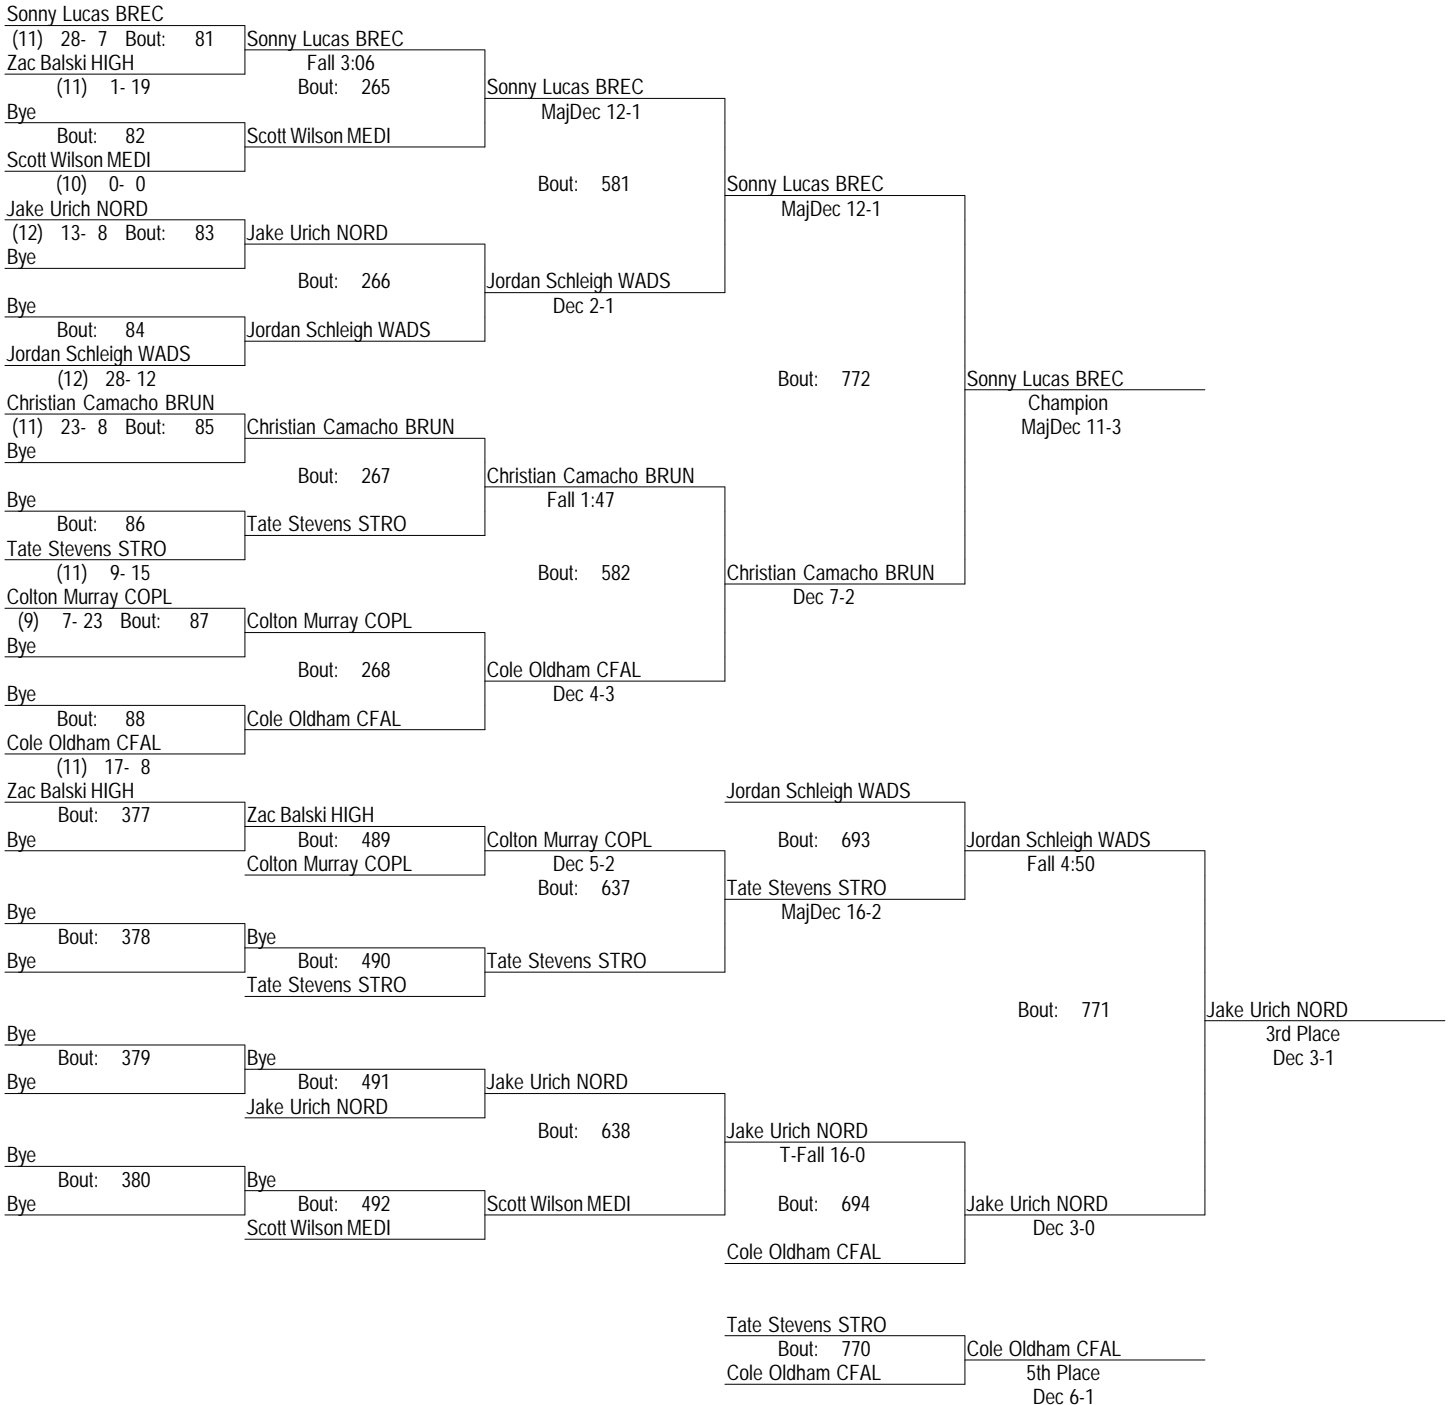 Sonny Lucas BREC
(11) 28- 7 Bout: 81 Sonny Lucas BREC
Zac Balski HIGH Fall 3:06
(11) 1- 19 Bout: 265 Sonny Lucas BREC
Bye MajDec 12-1
Bout: 82 Scott Wilson MEDI
Scott Wilson MEDI
(10) 0- 0 Bout: 581 Sonny Lucas BREC
Jake Urich NORD MajDec 12-1
(12) 13- 8 Bout: 83 Jake Urich NORD
Bye
Bout: 266 Jordan Schleigh WADS
Bye Dec 2-1
Bout: 84 Jordan Schleigh WADS
Jordan Schleigh WADS
(12) 28- 12 Bout: 772 Sonny Lucas BREC
Christian Camacho BRUN Champion
(11) 23- 8 Bout: 85 Christian Camacho BRUN MajDec 11-3
Bye
Bout: 267 Christian Camacho BRUN
Bye Fall 1:47
Bout: 86 Tate Stevens STRO
Tate Stevens STRO
(11) 9- 15 Bout: 582 Christian Camacho BRUN
Colton Murray COPL Dec 7-2
(9) 7- 23 Bout: 87 Colton Murray COPL
Bye
Bout: 268 Cole Oldham CFAL
Bye Dec 4-3
Bout: 88 Cole Oldham CFAL
Cole Oldham CFAL
(11) 17- 8
Zac Balski HIGH Jordan Schleigh WADS
Bout: 377 Zac Balski HIGH
Bye Bout: 489 Colton Murray COPL Bout: 693 Jordan Schleigh WADS
Colton Murray COPL Dec 5-2 Fall 4:50
Bout: 637 Tate Stevens STRO
Bye MajDec 16-2
Bout: 378 Bye
Bye Bout: 490 Tate Stevens STRO
Tate Stevens STRO
Bout: 771 Jake Urich NORD
Bye 3rd Place
Bout: 379 Bye Dec 3-1
Bye Bout: 491 Jake Urich NORD
Jake Urich NORD
Bout: 638 Jake Urich NORD
Bye T-Fall 16-0
Bout: 380 Bye
Bye Bout: 492 Scott Wilson MEDI Bout: 694 Jake Urich NORD
Scott Wilson MEDI Dec 3-0
Cole Oldham CFAL
Tate Stevens STRO
Bout: 770 Cole Oldham CFAL
Cole Oldham CFAL 5th Place
Dec 6-1